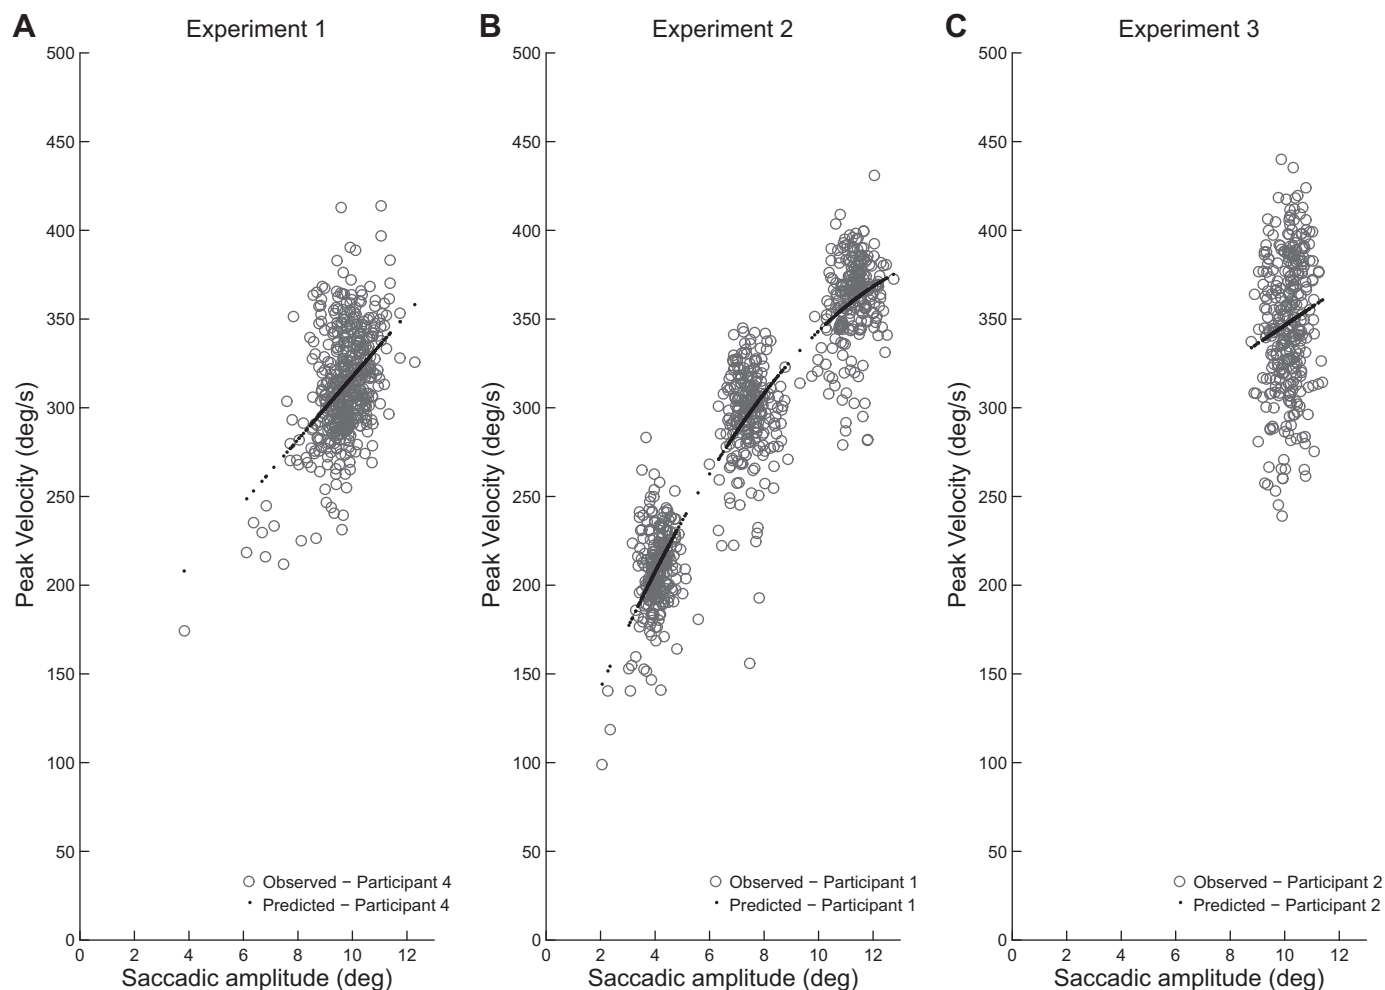 A Experiment 1
500
450
400
350
300
250
200
150
100
50
0
Peak Velocity (deg/s)
Observed − Participant 4
Predicted − Participant 4
0 2 4 6 8 10 12
Saccadic amplitude (deg)
B Experiment 2
500
450
400
350
300
250
200
150
100
50
0
Peak Velocity (deg/s)
Observed − Participant 1
Predicted − Participant 1
0 2 4 6 8 10 12
Saccadic amplitude (deg)
C Experiment 3
500
450
400
350
300
250
200
150
100
50
0
Peak Velocity (deg/s)
Observed − Participant 2
Predicted − Participant 2
0 2 4 6 8 10 12
Saccadic amplitude (deg)